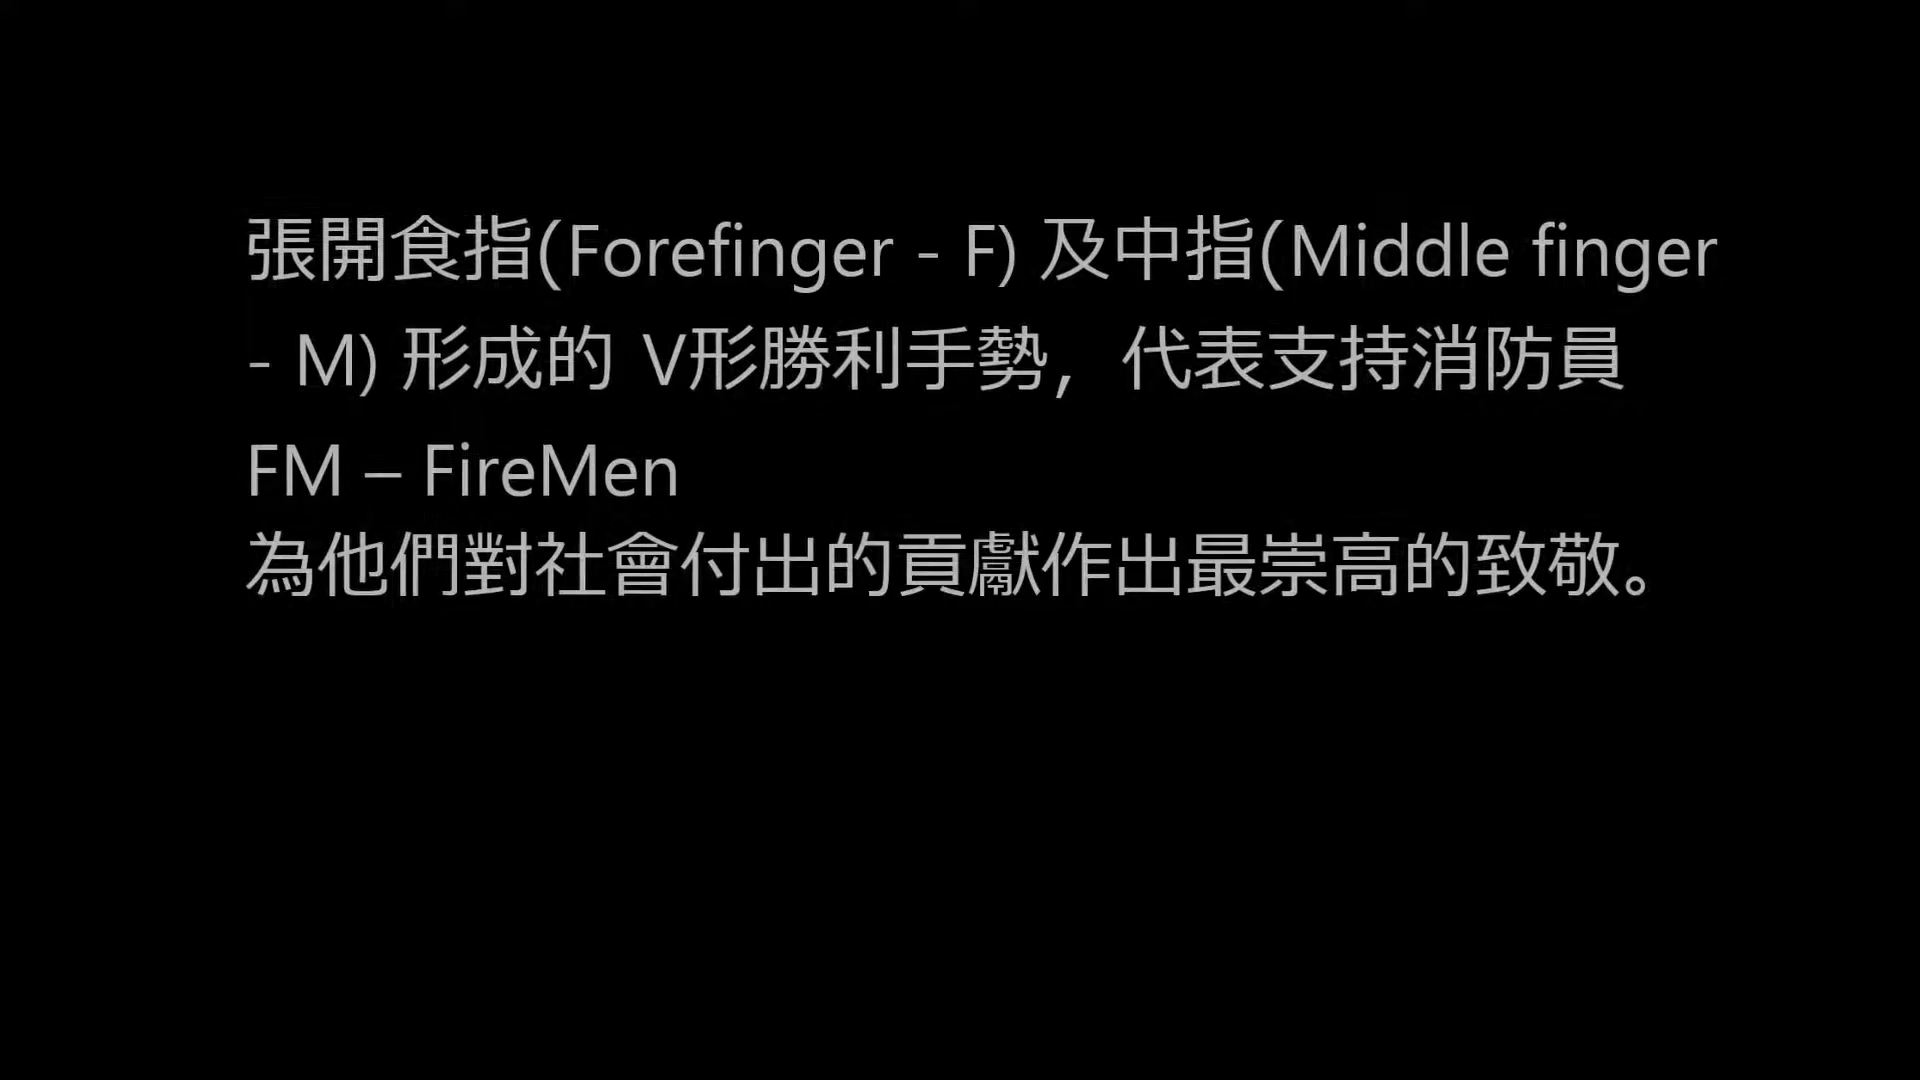 張開食指(Forefinger - F) 及中指(Middle finger
- M) 形成的 V形勝利手勢，代表支持消防員
FM – FireMen
為他們對社會付出的貢獻作出最崇高的致敬。